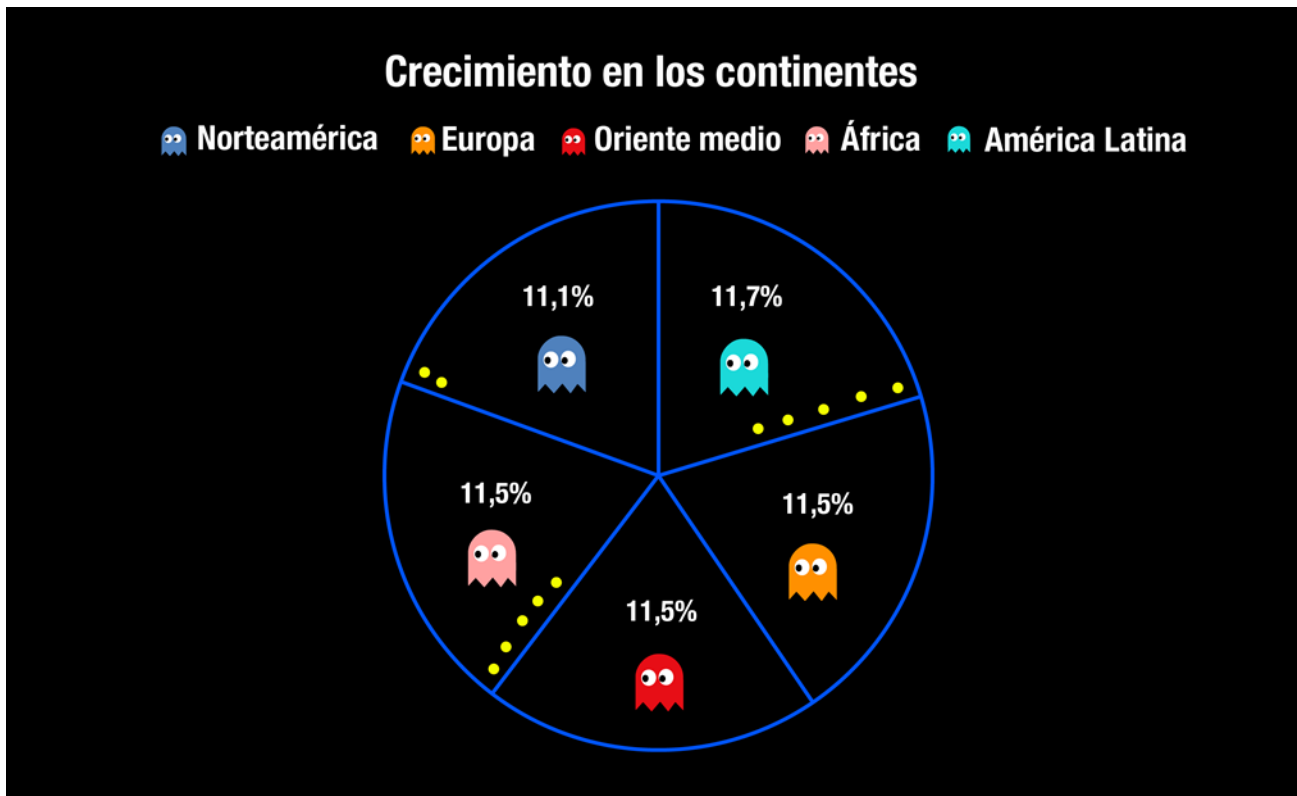 Crecimiento en los continentes
Norteamérica Europa Oriente medio África América Latina
11,1% 11,7%
11,5% 11,5%
11,5%